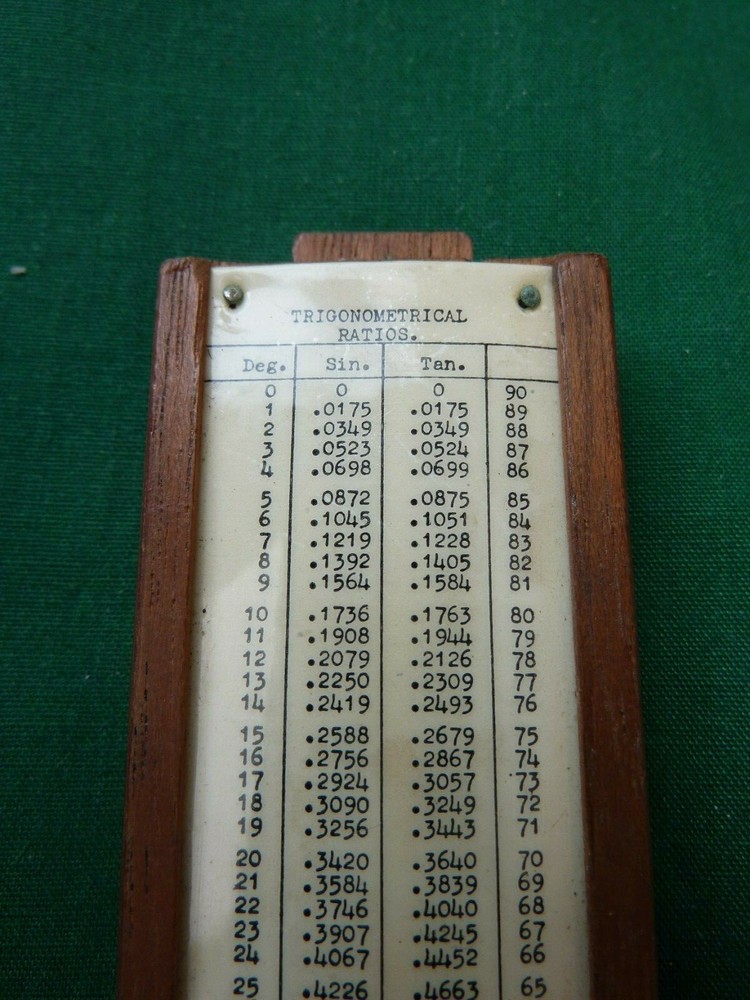 TRIGONOMETRICAL
RATIOS.
Deg. Sin. Tan.
0 0 0 90
1 .0175 .0175 89
2 .0349 .0349 88
3 .0523 .0524 87
4 .0698 .0699 86
5 .0872 .0875 85
6 .1045 .1051 84
7 .1219 .1228 83
8 .1392 .1405 82
9 .1564 .1584 81
10 .1736 .1763 80
11 .1908 .1944 79
12 .2079 .2126 78
13 .2250 .2309 77
14 .2419 .2493 76
15 .2588 .2679 75
16 .2756 .2867 74
17 .2924 .3057 73
18 .3090 .3249 72
19 .3256 .3443 71
20 .3420 .3640 70
21 .3584 .3839 69
22 .3746 .4040 68
23 .3907 .4245 67
24 .4067 .4452 66
25 .4226 .4663 65